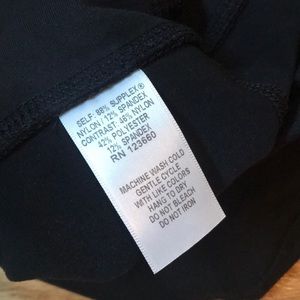 SELF: 88% SUPPLEX®
NYLON / 12% SPANDEX
CONTRAST: 46% NYLON
42% POLYESTER
12% SPANDEX
RN 123660
MACHINE WASH COLD
GENTLE CYCLE
WITH LIKE COLORS
HANG TO DRY
DO NOT BLEACH
DO NOT IRON